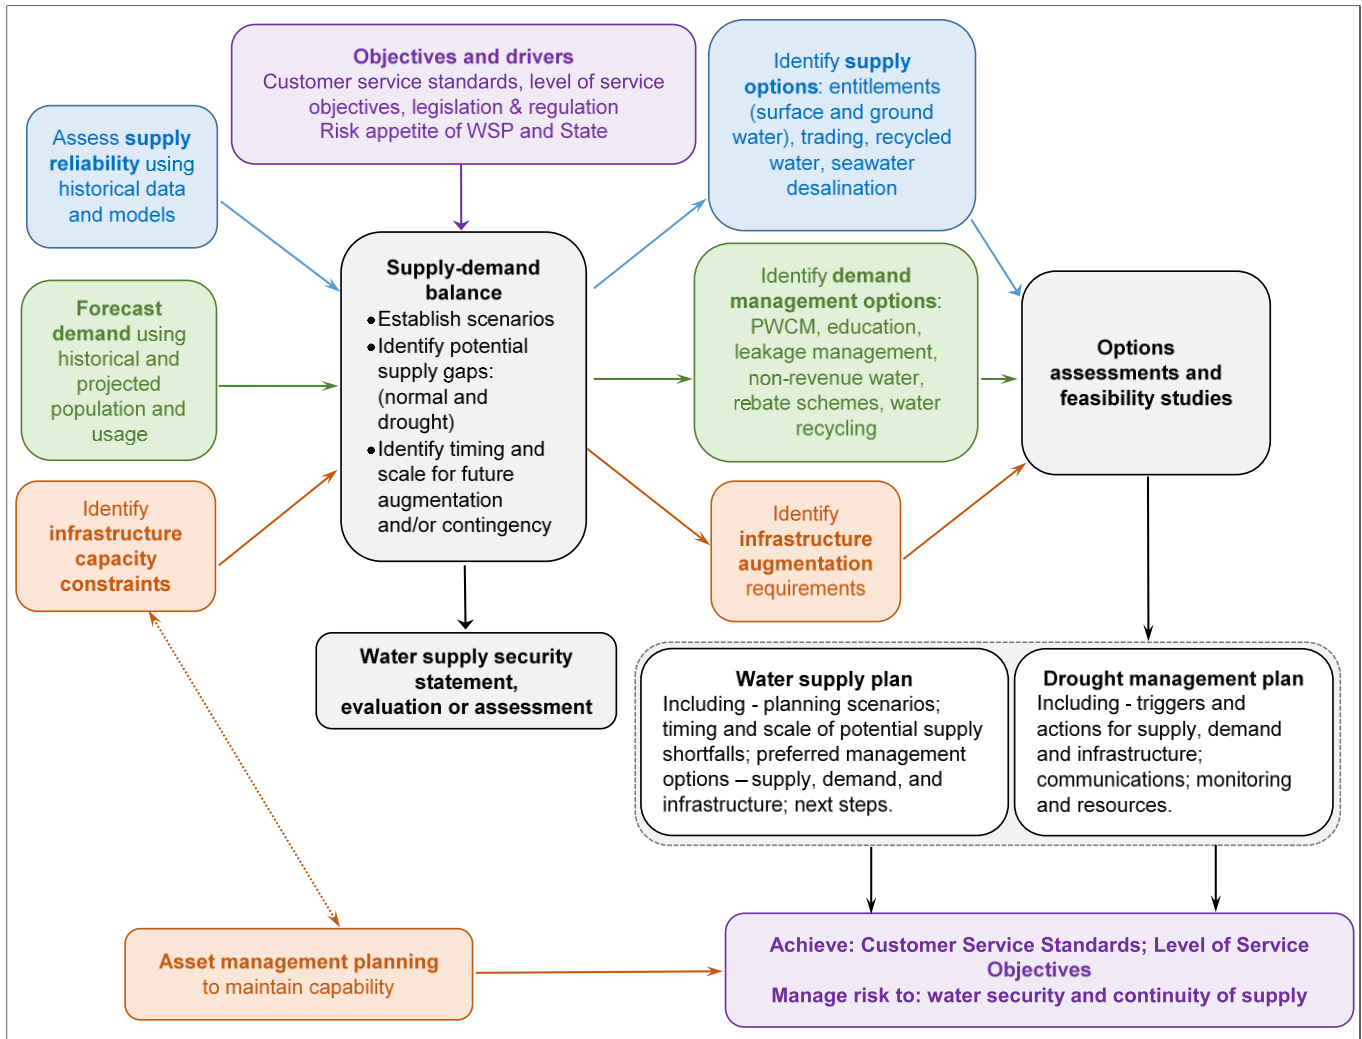 Objectives and drivers
Customer service standards, level of service
objectives, legislation & regulation
Risk appetite of WSP and State
Identify supply
options: entitlements
(surface and ground
water), trading, recycled
water, seawater
desalination
Assess supply
reliability using
historical data
and models
Supply-demand
balance
•Establish scenarios
•Identify potential
supply gaps:
(normal and
drought)
•Identify timing and
scale for future
augmentation
and/or contingency
Forecast
demand using
historical and
projected
population and
usage
Identify demand
management options:
PWCM, education,
leakage management,
non-revenue water,
rebate schemes, water
recycling
Options
assessments and
feasibility studies
Identify
infrastructure
capacity
constraints
Identify
infrastructure
augmentation
requirements
Water supply security
statement,
evaluation or assessment
Water supply plan
Including - planning scenarios;
timing and scale of potential supply
shortfalls; preferred management
options – supply, demand, and
infrastructure; next steps.
Drought management plan
Including - triggers and
actions for supply, demand
and infrastructure;
communications; monitoring
and resources.
Asset management planning
to maintain capability
Achieve: Customer Service Standards; Level of Service
Objectives
Manage risk to: water security and continuity of supply